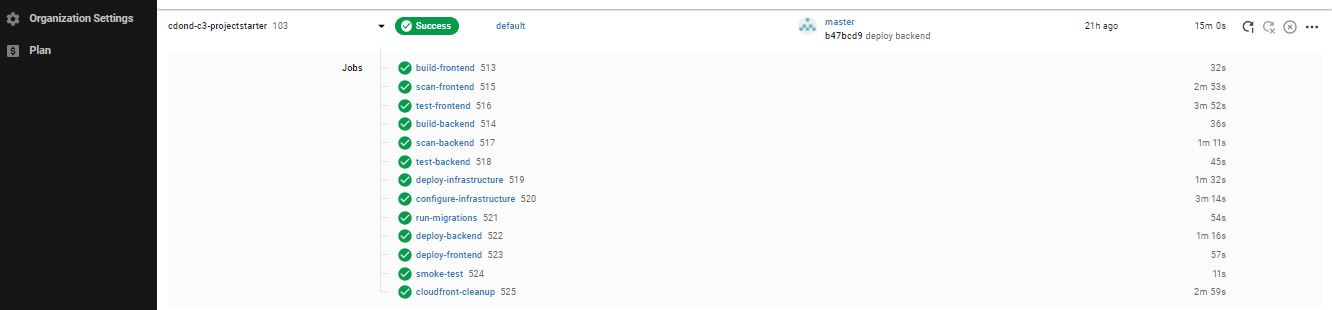 Organization Settings
Plan
cdond-c3-projectstarter 103 Success default master 21h ago 15m 0s
b47bcd9 deploy backend
Jobs build-frontend 513 32s
scan-frontend 515 2m 53s
test-frontend 516 3m 52s
build-backend 514 36s
scan-backend 517 1m 11s
test-backend 518 45s
deploy-infrastructure 519 1m 32s
configure-infrastructure 520 3m 14s
run-migrations 521 54s
deploy-backend 522 1m 16s
deploy-frontend 523 57s
smoke-test 524 11s
cloudfront-cleanup 525 2m 59s